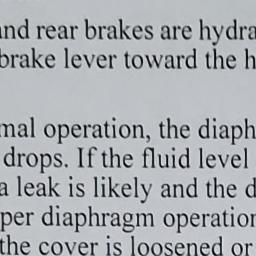 and rear brakes are hydra
brake lever toward the h
mal operation, the diaph
drops. If the fluid level
a leak is likely and the d
per diaphragm operation
the cover is loosened or